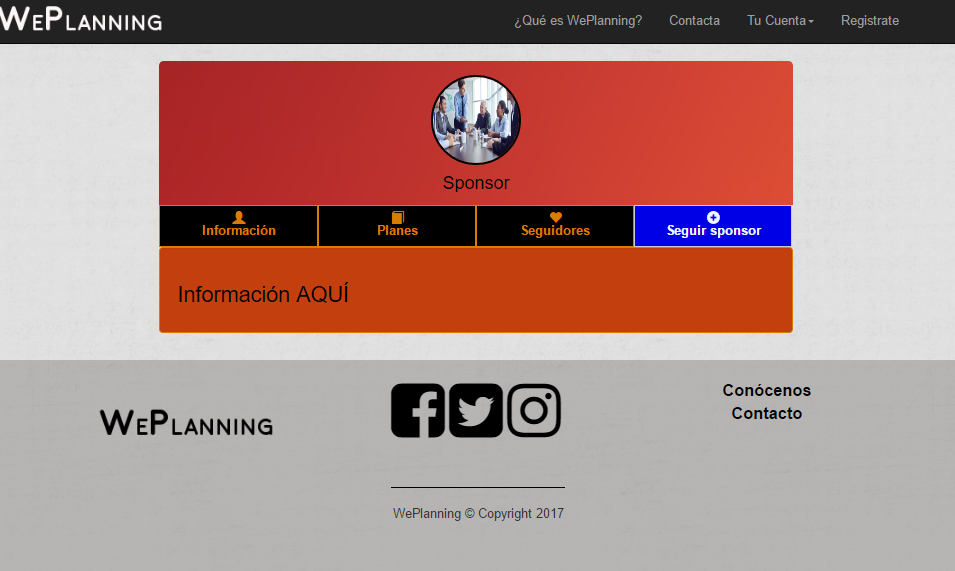 WePlanning
¿Qué es WePlanning? Contacta Tu Cuenta Registrate
Sponsor
Información Planes Seguidores Seguir sponsor
Información AQUÍ
WePlanning
Conócenos
Contacto
WePlanning © Copyright 2017